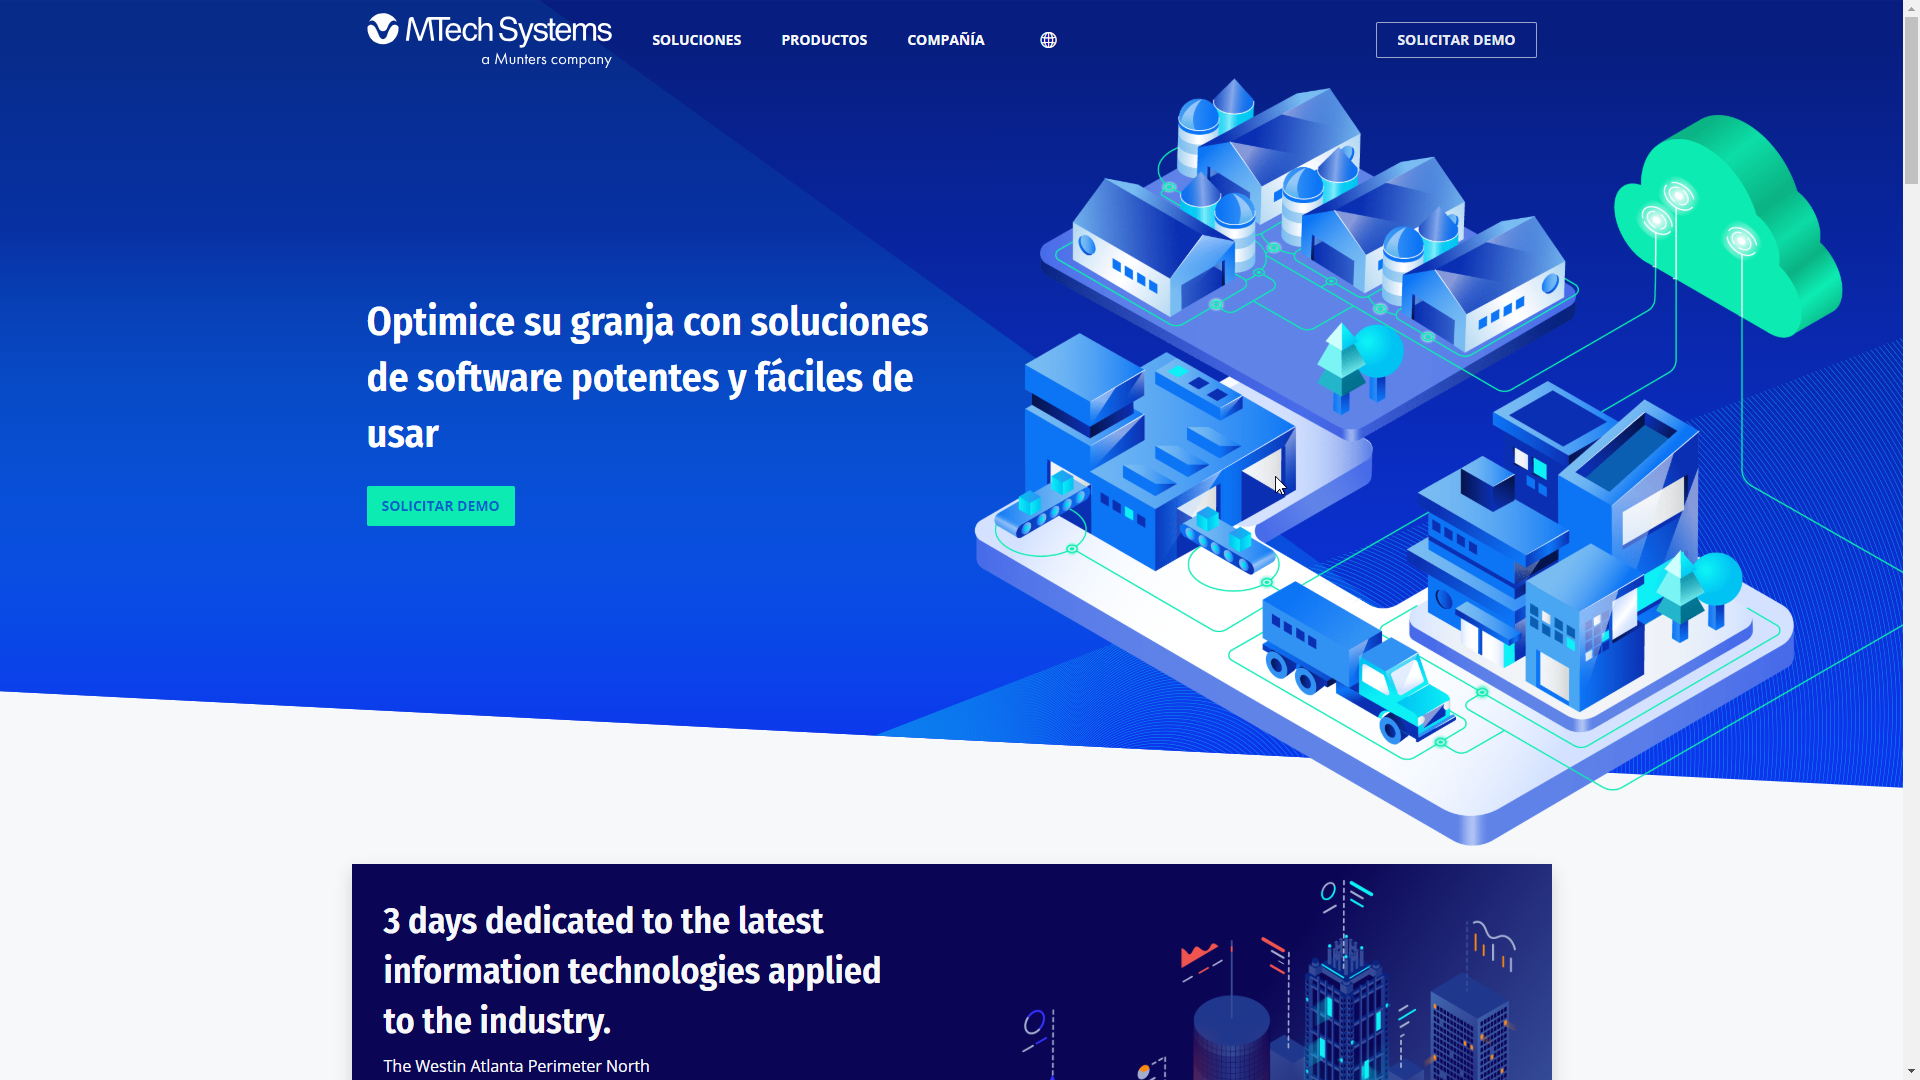 MTech Systems
a Munters company
SOLUCIONES
PRODUCTOS
COMPAÑÍA
SOLICITAR DEMO
Optimice su granja con soluciones
de software potentes y fáciles de
usar
SOLICITAR DEMO
3 days dedicated to the latest
information technologies applied
to the industry.
The Westin Atlanta Perimeter North